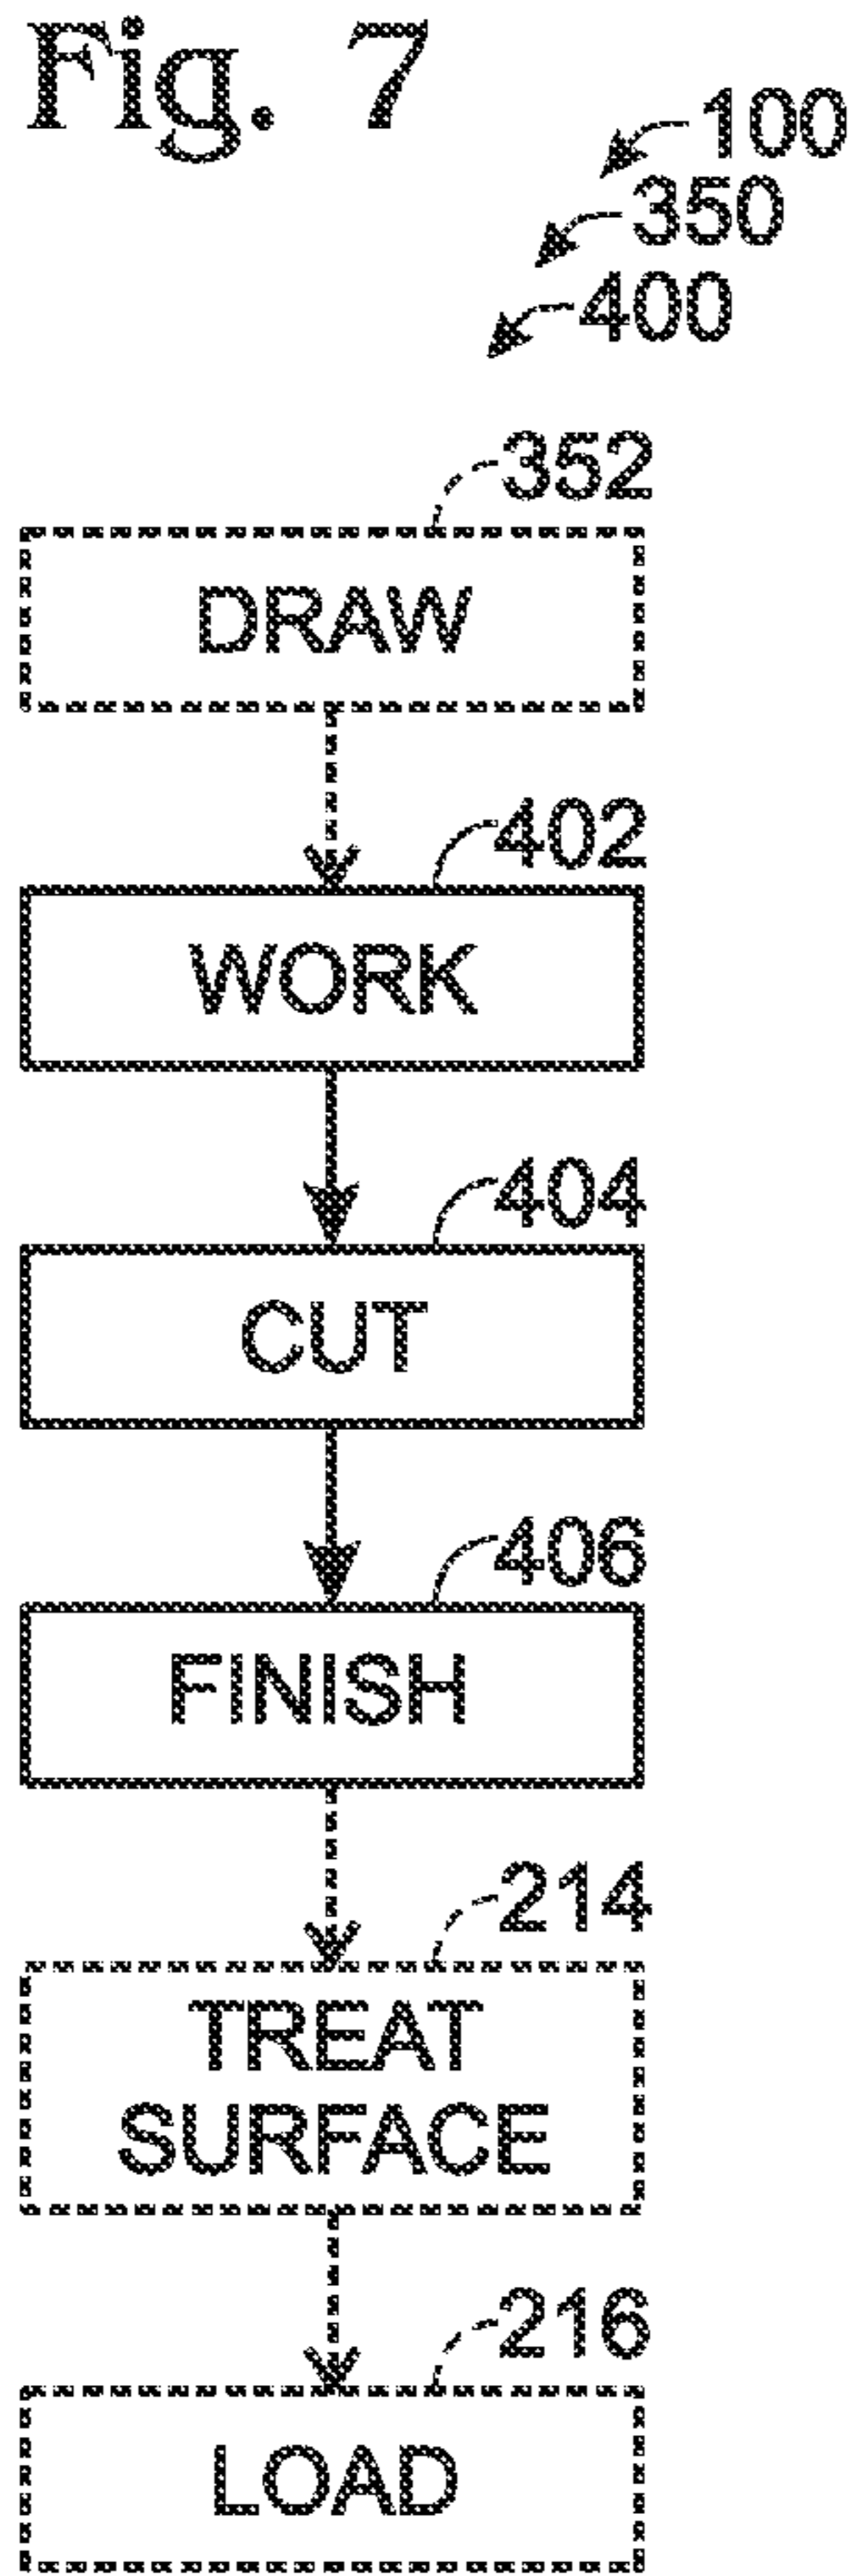 Fig. 7
100
350
400
352
DRAW
402
WORK
404
CUT
406
FINISH
214
TREAT
SURFACE
216
LOAD